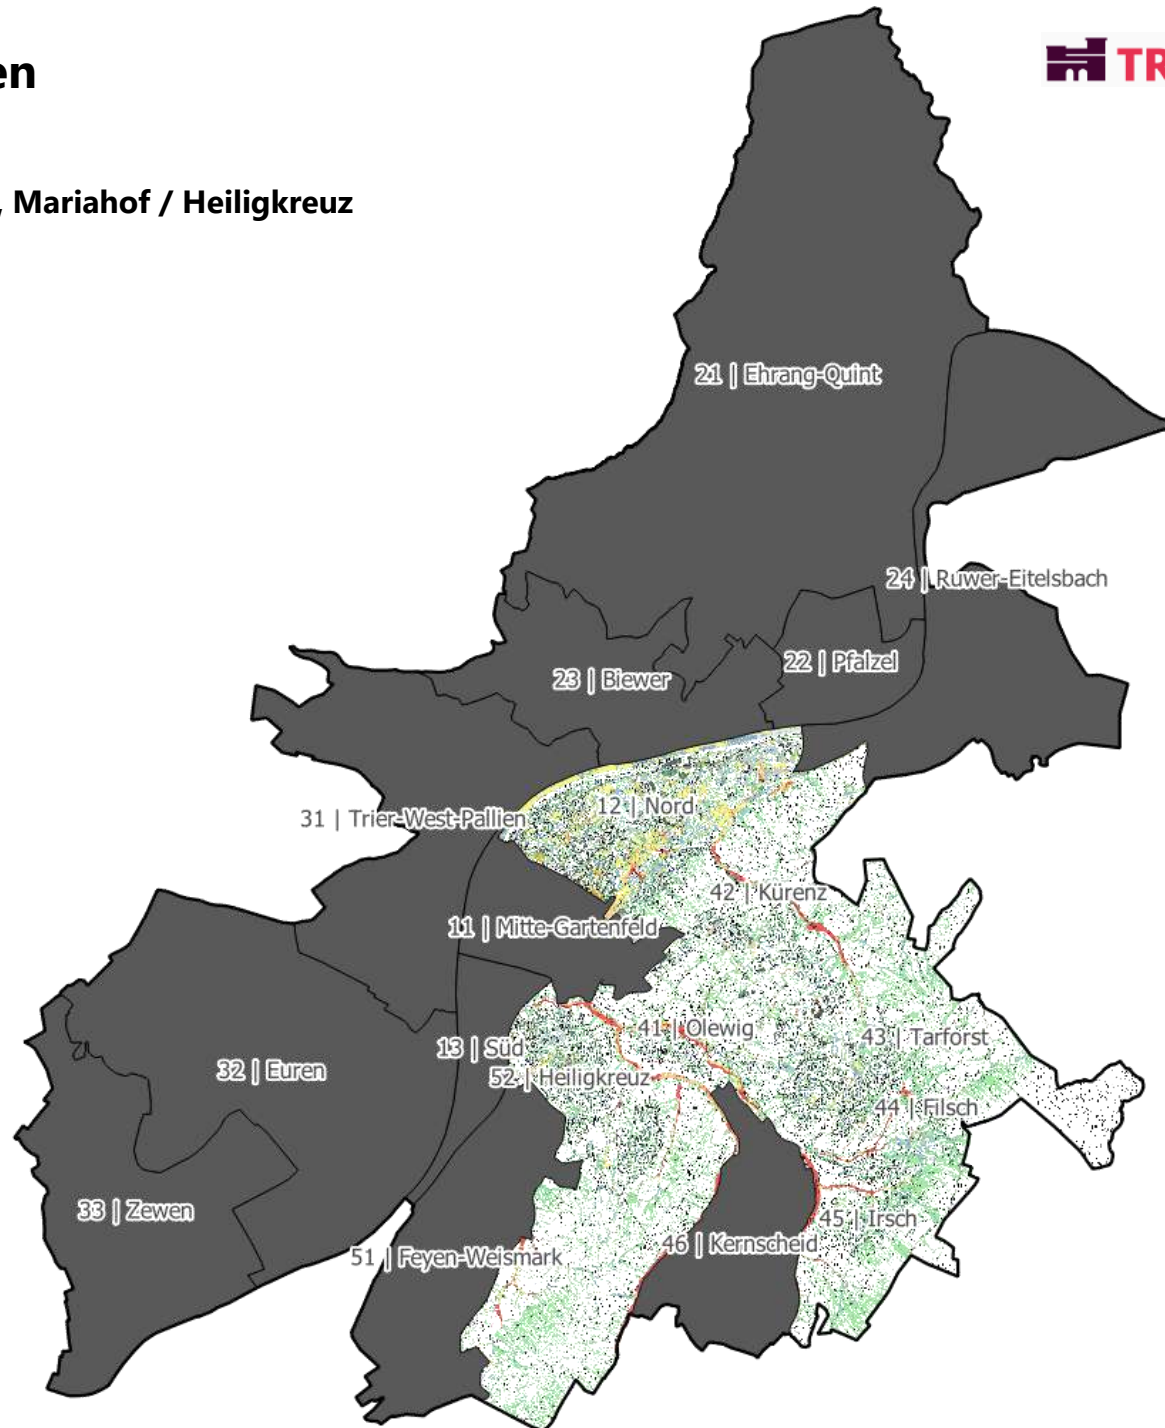 en
TR
, Mariahof / Heiligkreuz
21 | Ehrang-Quint
24 | Ruwer-Eitelsbach
22 | Pfalzel
23 | Biewer
12 | Nord
31 | Trier-West-Pallien
42 | Kürenz
11 | Mitte-Gartenfeld
41 | Olewig
43 | Tarforst
13 | Süd
32 | Euren
52 | Heiligkreuz
44 | Filsch
33 | Zewen
45 | Irsch
46 | Kernscheid
51 | Feyen-Weismark